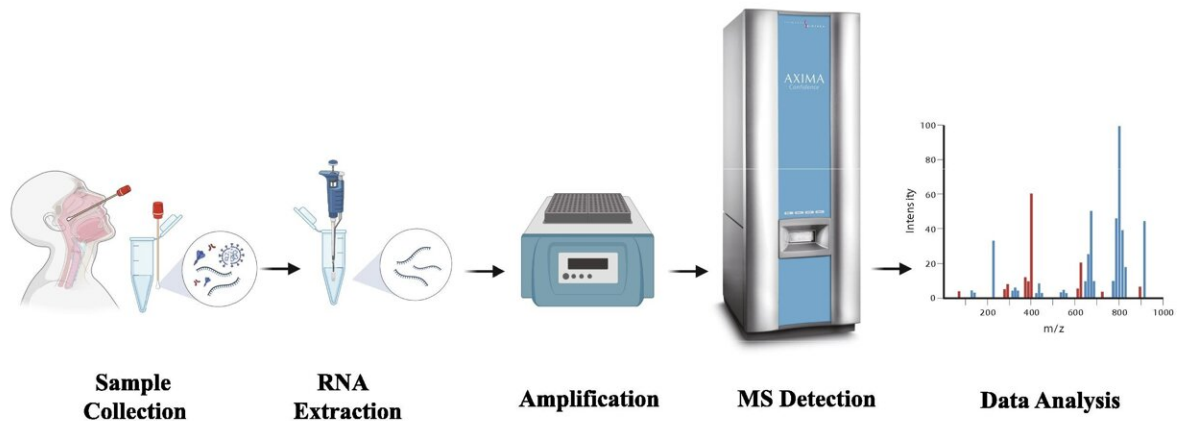 AXIMA
Confidence
100
80
60
40
20
0
Intensity
200
400
600
800
1000
m/z
Sample
Collection
RNA
Extraction
Amplification
MS Detection
Data Analysis